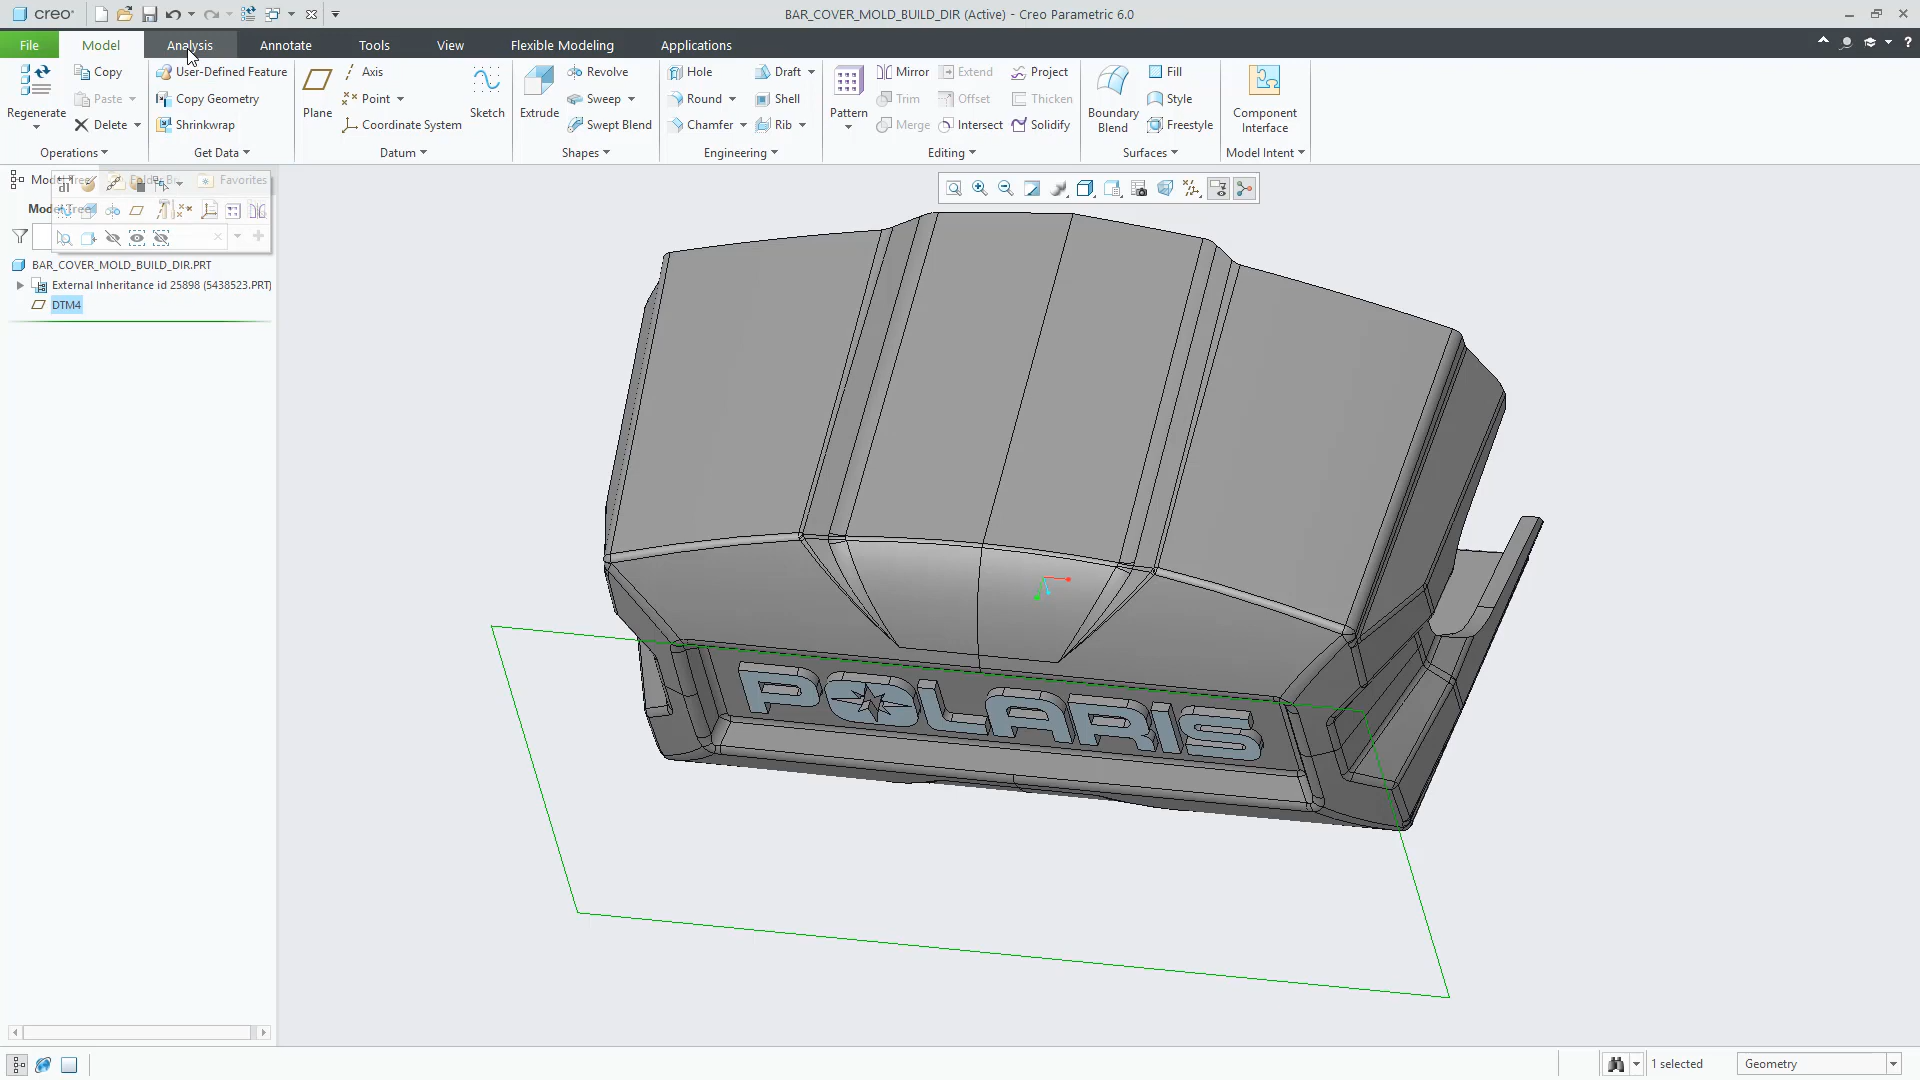 creo
BAR_COVER_MOLD_BUILD_DIR (Active) - Creo Parametric 6.0
File Model Analysis Annotate Tools View Flexible Modeling Applications
Regenerate
Copy
Paste
Delete
Operations
User-Defined Feature
Copy Geometry
Shrinkwrap
Get Data
Plane
Axis
Point
Coordinate System
Sketch
Datum
Extrude
Revolve
Sweep
Swept Blend
Shapes
Hole
Round
Chamfer
Draft
Shell
Rib
Engineering
Pattern
Mirror
Trim
Merge
Extend
Offset
Intersect
Project
Thicken
Solidify
Editing
Boundary
Blend
Fill
Style
Freestyle
Surfaces
Component
Interface
Model Intent
Favorites
BAR_COVER_MOLD_BUILD_DIR.PRT
External Inheritance id 25898 (5438523.PRT)
DTM4
POLARIS
1 selected
Geometry